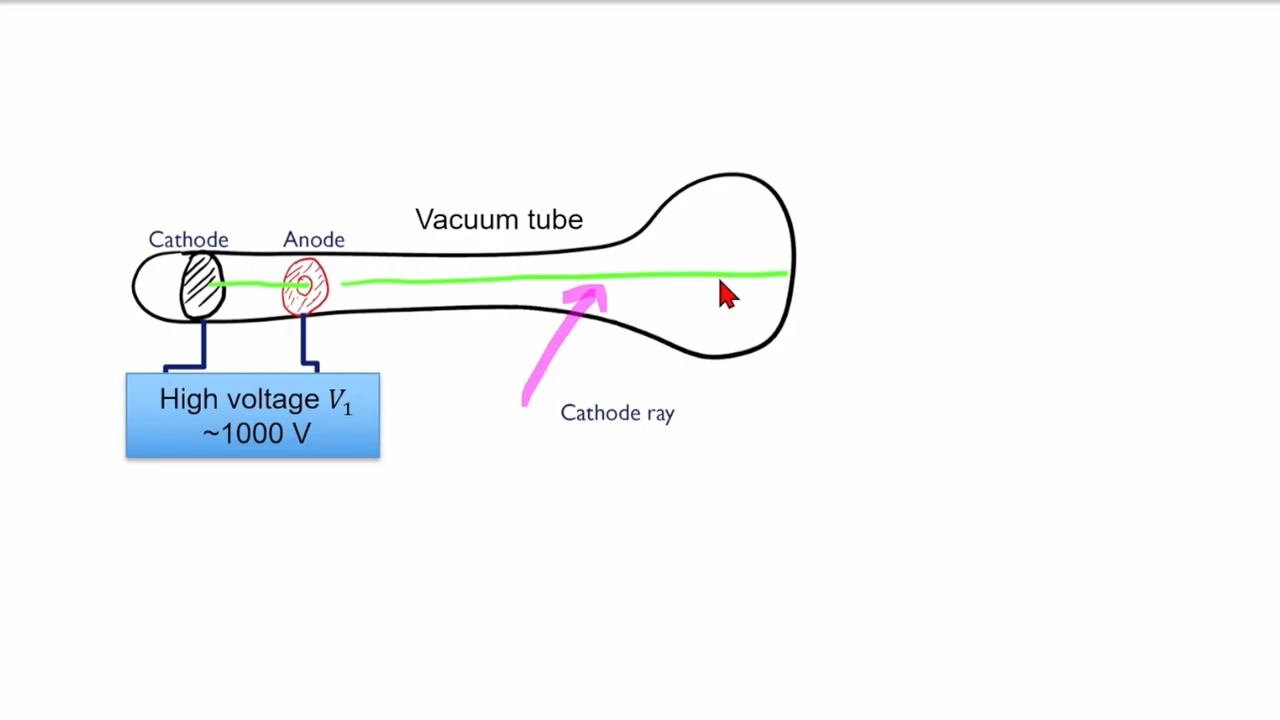 Vacuum tube
Cathode
Anode
High voltage V₁
~1000 V
Cathode ray